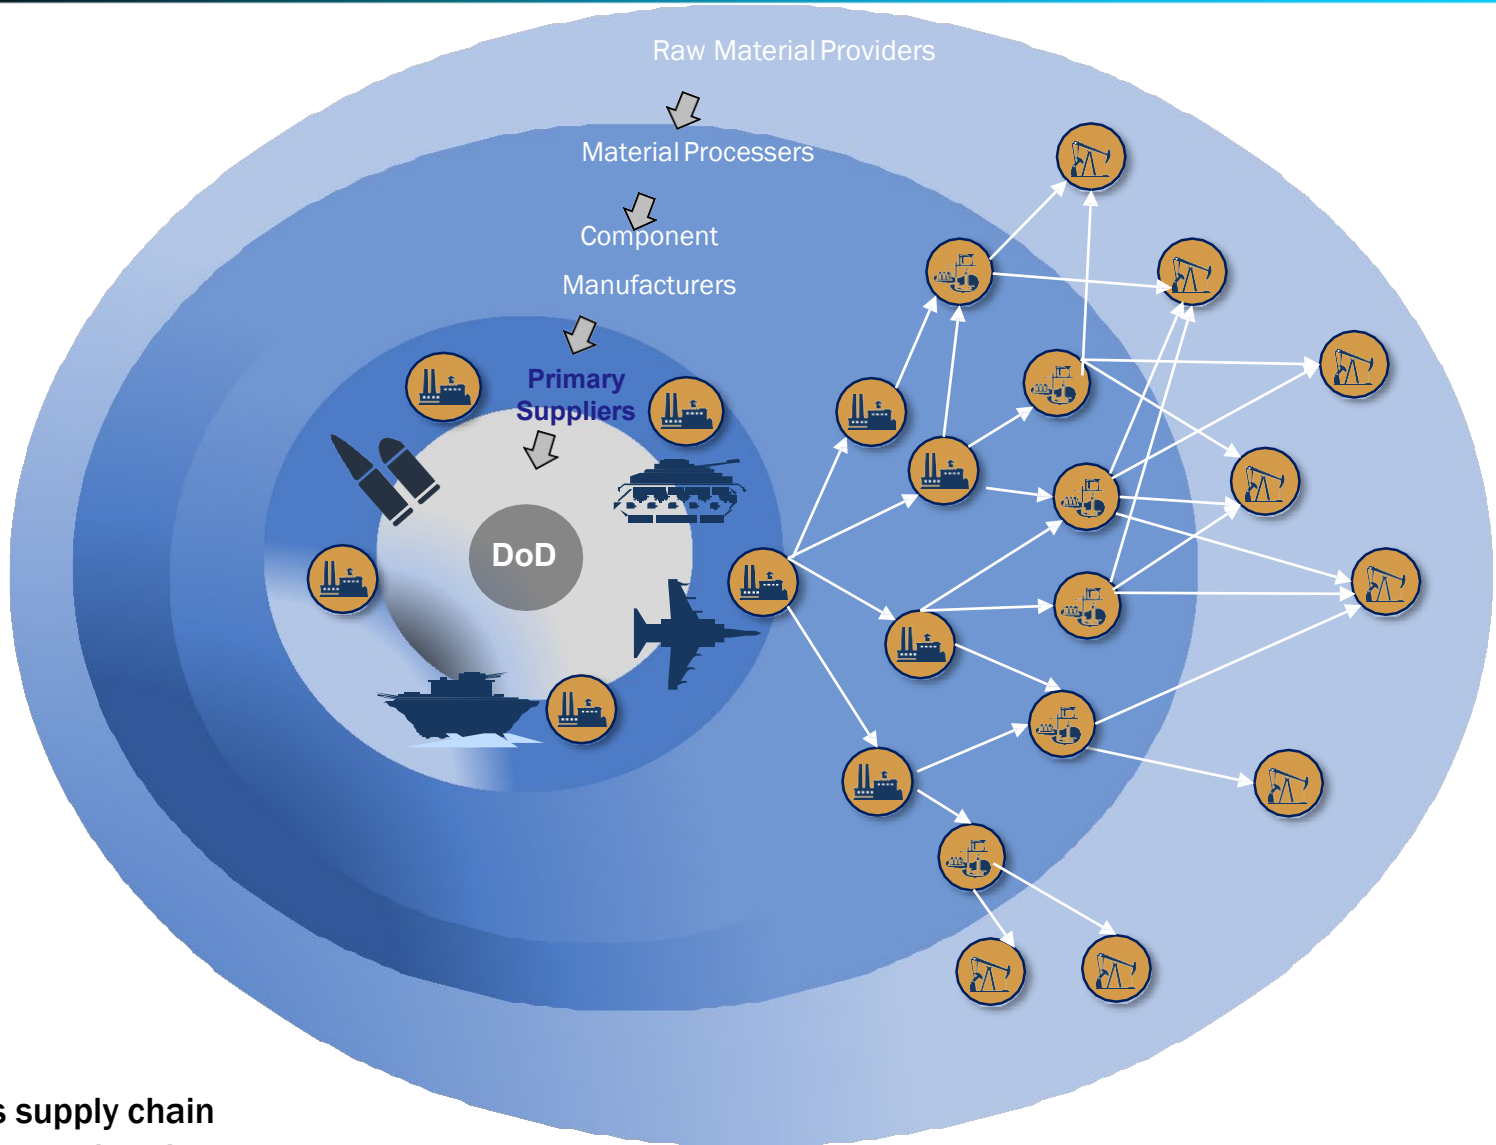 Raw Material Providers
Material Processers
Component
Manufacturers
Primary
Suppliers
DoD
supply chain